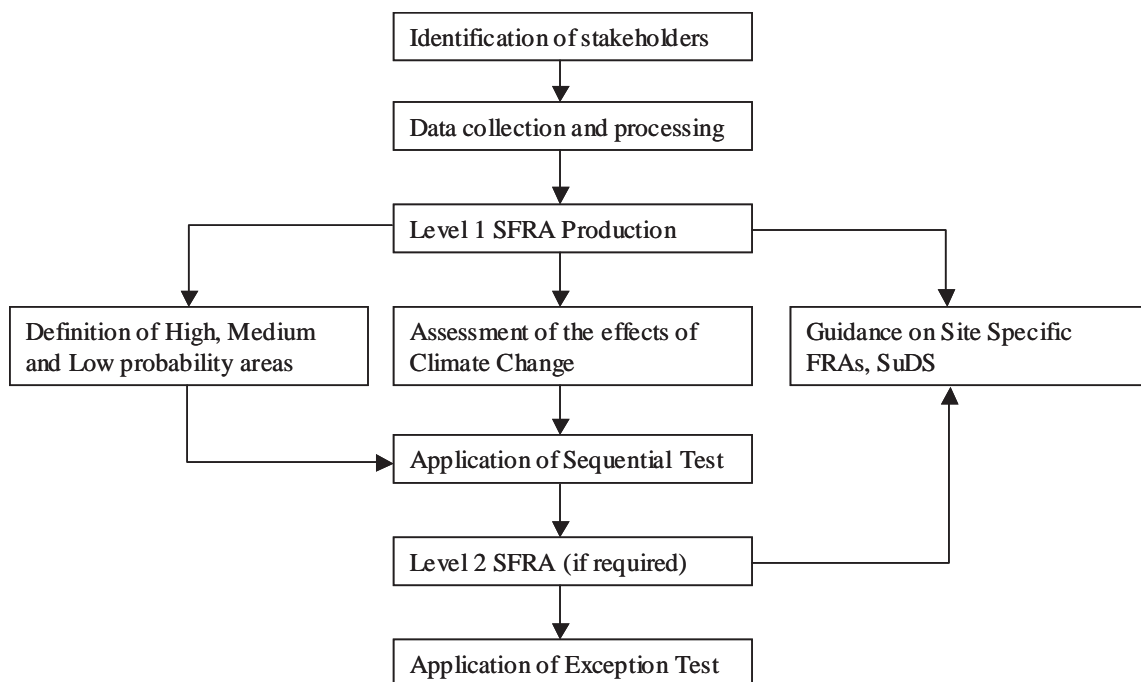 Identification of stakeholders
Data collection and processing
Level 1 SFRA Production
Definition of High, Medium
and Low probability areas
Assessment of the effects of
Climate Change
Guidance on Site Specific
FRAs, SuDS
Application of Sequential Test
Level 2 SFRA (if required)
Application of Exception Test